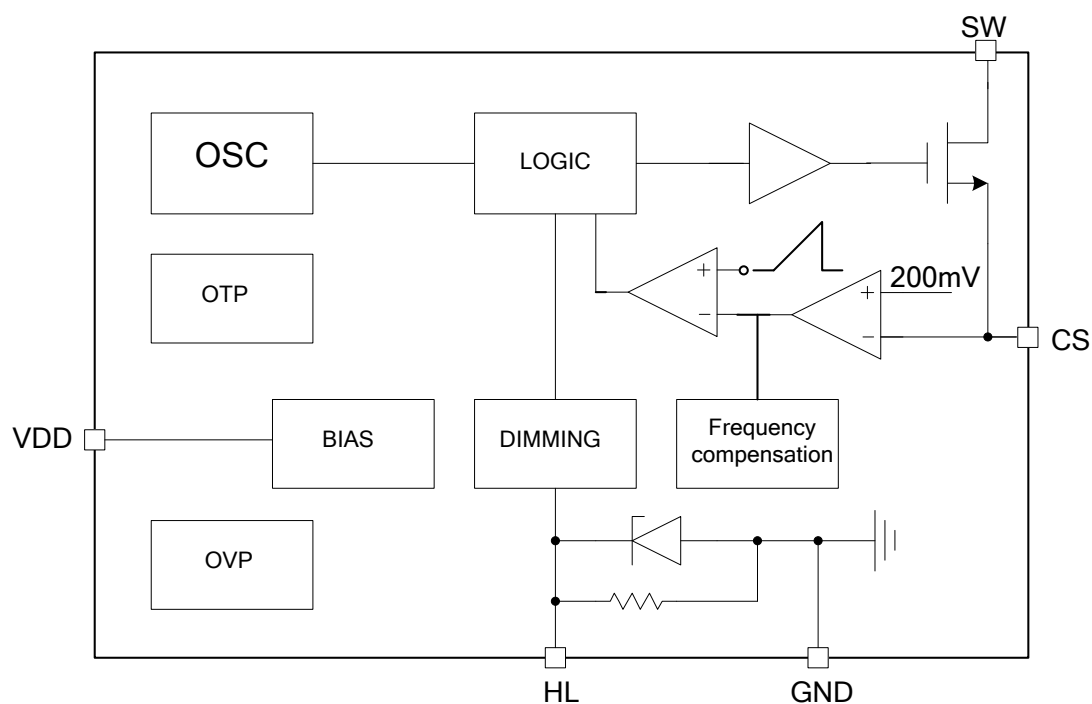 SW
OSC
LOGIC
+
200mV
+
OTP
-
-
CS
VDD
BIAS
DIMMING
Frequency
compensation
OVP
HL
GND